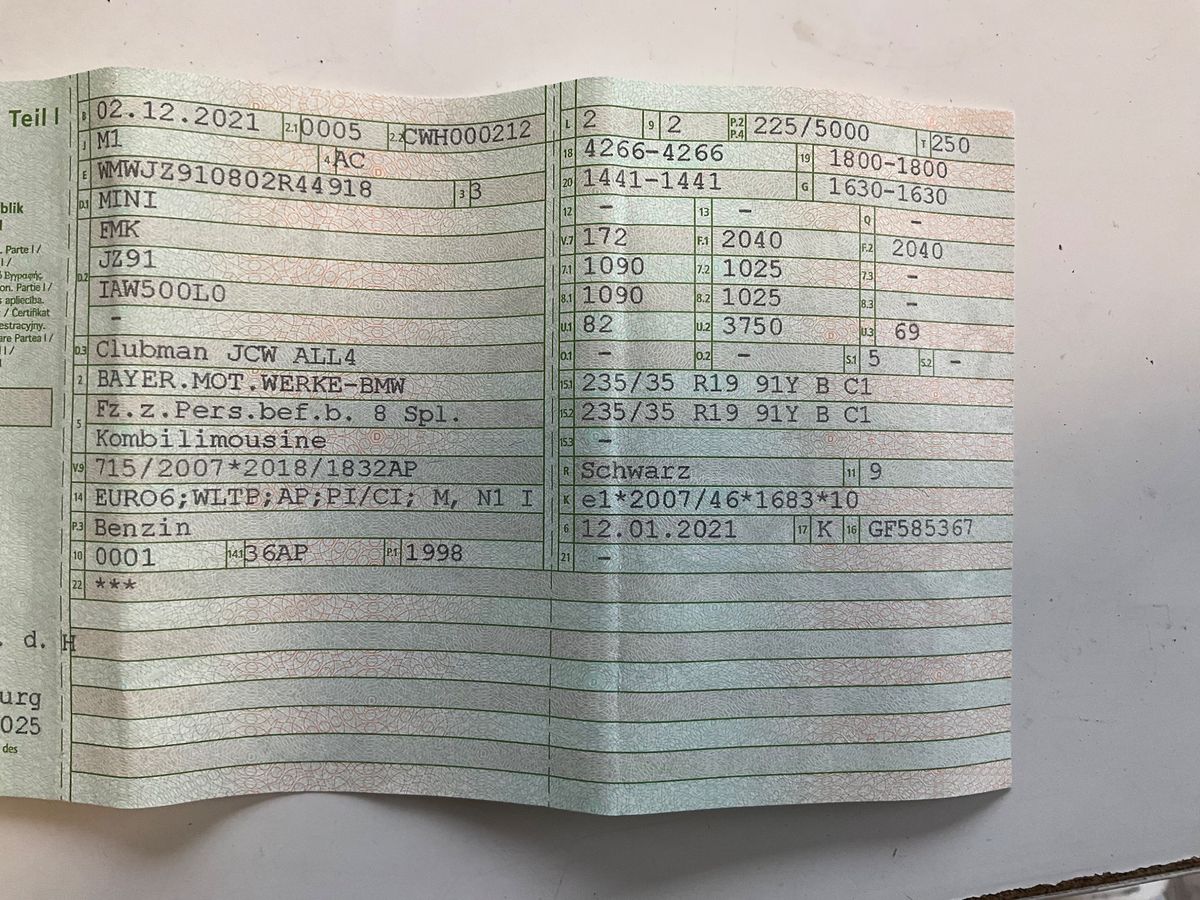 Teil I
blik
. Parte I /
I /
ό Εγγραφής
on. Partie I /
s apliecība.
/ Certifikat
estracyjny.
are Partea I /
I /
. d. H
urg
025
des
B 02.12.2021 2.1 0005 2.2 CWH000212
J M1 4 AC
E WMWJZ910802R44918 3 3
D.1 MINI
FMK
D.2 JZ91
IAW500L0
–
D.3 Clubman JCW ALL4
2 BAYER.MOT.WERKE-BMW
5 Fz.z.Pers.bef.b. 8 Spl.
Kombilimousine
V.9 715/2007*2018/1832AP
14 EURO6;WLTP;AP;PI/CI; M, N1 I
P.3 Benzin
10 0001 14.1 36AP P.1 1998
22 ***
L 2 9 2 P.2 P.4 225/5000 T 250
18 4266-4266 19 1800-1800
20 1441-1441 G 1630-1630
12 – 13 – Q –
V.7 172 F.1 2040 F.2 2040
7.1 1090 7.2 1025 7.3 –
8.1 1090 8.2 1025 8.3 –
U.1 82 U.2 3750 U.3 69
O.1 – O.2 – S.1 5 S.2 –
15.1 235/35 R19 91Y B C1
15.2 235/35 R19 91Y B C1
15.3 –
R Schwarz 11 9
K e1*2007/46*1683*10
6 12.01.2021 17 K 16 GF585367
21 –